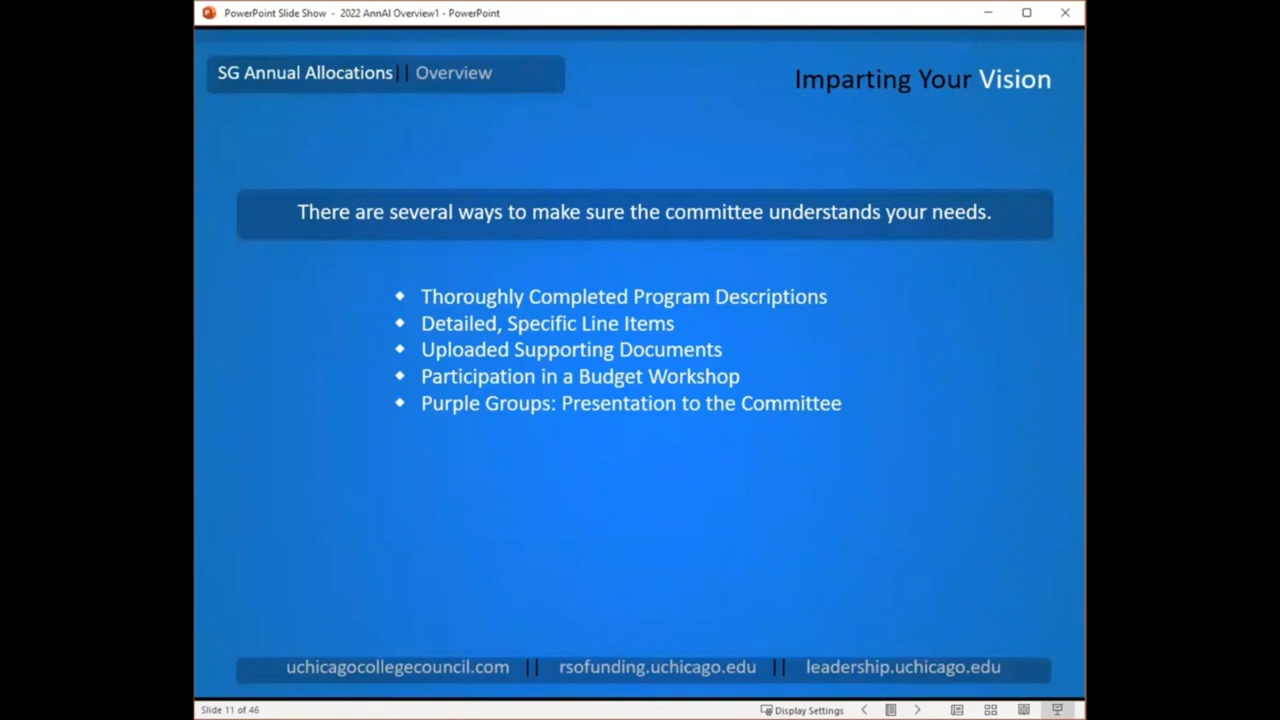 PowerPoint Slide Show - 2022 AnnAl Overview1 - PowerPoint
SG Annual Allocations || Overview
Imparting Your Vision
There are several ways to make sure the committee understands your needs.
Thoroughly Completed Program Descriptions
Detailed, Specific Line Items
Uploaded Supporting Documents
Participation in a Budget Workshop
Purple Groups: Presentation to the Committee
uchicagocollegecouncil.com || rsofunding.uchicago.edu || leadership.uchicago.edu
Slide 11 of 46
Display Settings